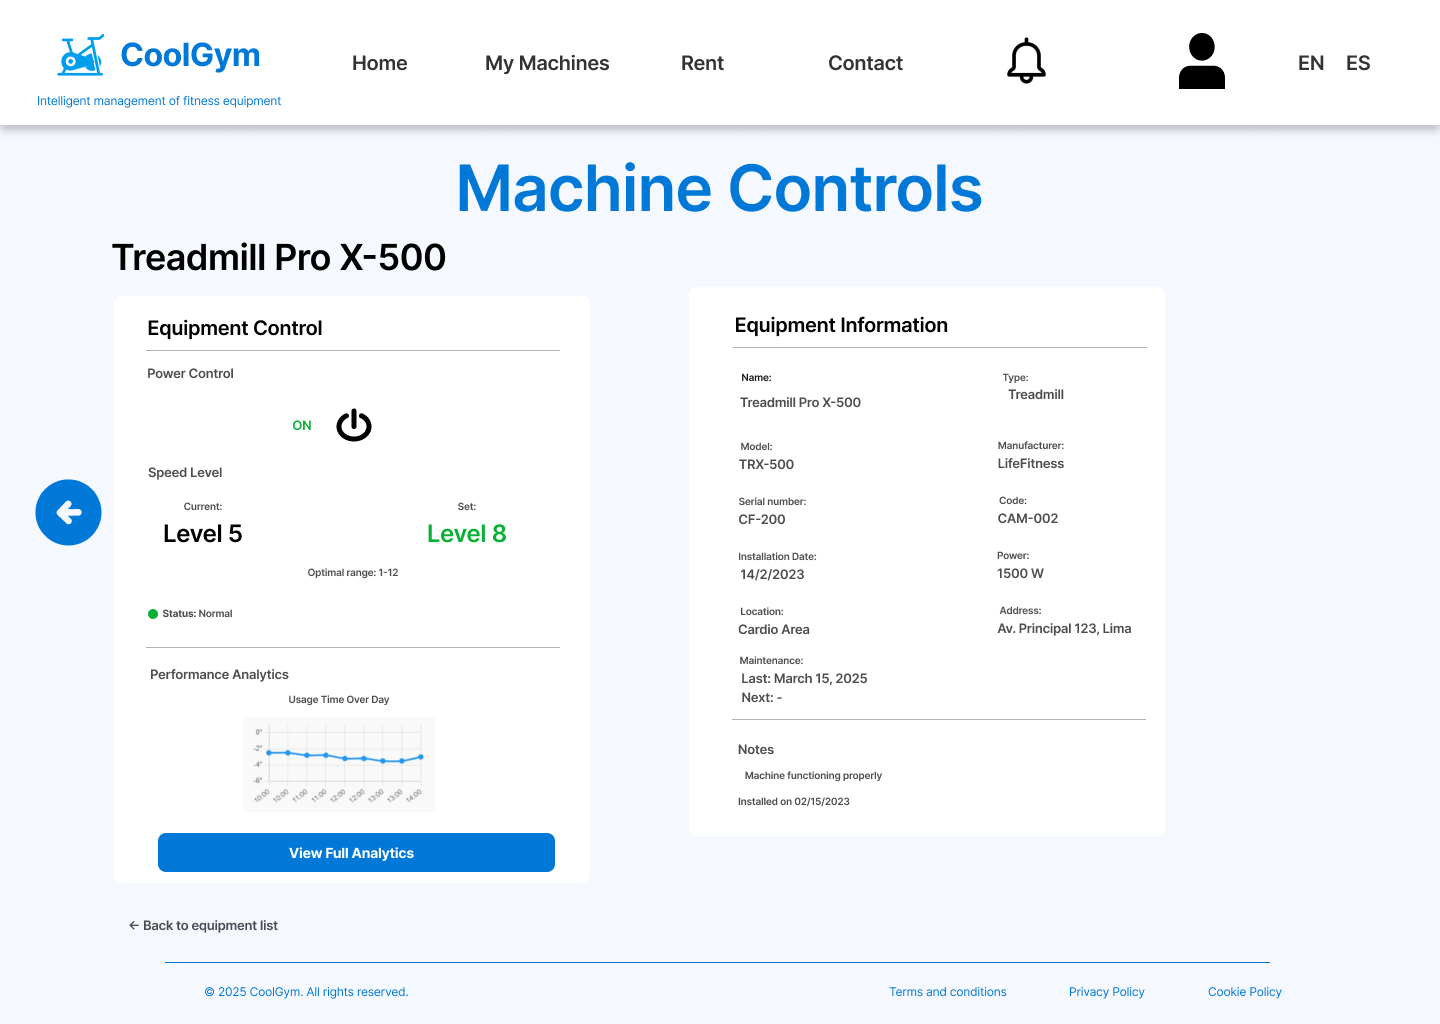 CoolGym
Intelligent management of fitness equipment
Home
My Machines
Rent
Contact
EN
ES
Machine Controls
Treadmill Pro X-500
Equipment Control
Power Control
ON
Speed Level
Current:
Level 5
Set:
Level 8
Optimal range: 1-12
Status: Normal
Performance Analytics
Usage Time Over Day
0°
-2°
-4°
-6°
10:00
10:00
11:00
11:00
12:00
12:00
13:00
13:00
14:00
View Full Analytics
Equipment Information
Name:
Treadmill Pro X-500
Type:
Treadmill
Model:
TRX-500
Manufacturer:
LifeFitness
Serial number:
CF-200
Code:
CAM-002
Installation Date:
14/2/2023
Power:
1500 W
Location:
Cardio Area
Address:
Av. Principal 123, Lima
Maintenance:
Last: March 15, 2025
Next: -
Notes
Machine functioning properly
Installed on 02/15/2023
← Back to equipment list
© 2025 CoolGym. All rights reserved.
Terms and conditions
Privacy Policy
Cookie Policy